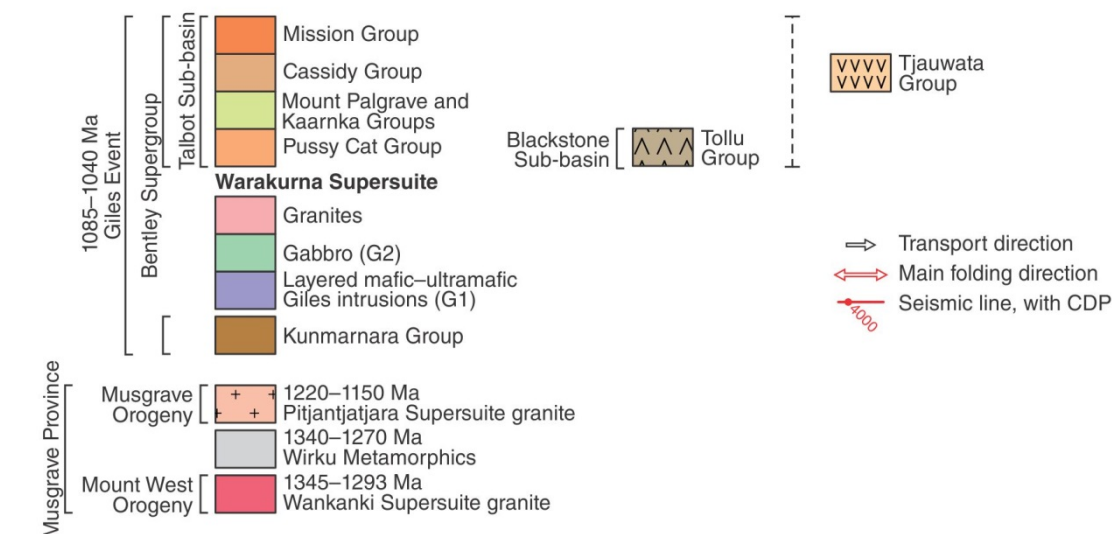 1085–1040 Ma
Giles Event
Bentley Supergroup
Talbot Sub-basin
Mission Group
Cassidy Group
Mount Palgrave and
Kaarnka Groups
Pussy Cat Group
Blackstone
Sub-basin
Tollu
Group
Tjauwata
Group
Warakurna Supersuite
Granites
Gabbro (G2)
Layered mafic–ultramafic
Giles intrusions (G1)
Kunmarnara Group
Transport direction
Main folding direction
4000
Seismic line, with CDP
Musgrave Province
Musgrave
Orogeny
1220–1150 Ma
Pitjantjatjara Supersuite granite
1340–1270 Ma
Wirku Metamorphics
Mount West
Orogeny
1345–1293 Ma
Wankanki Supersuite granite